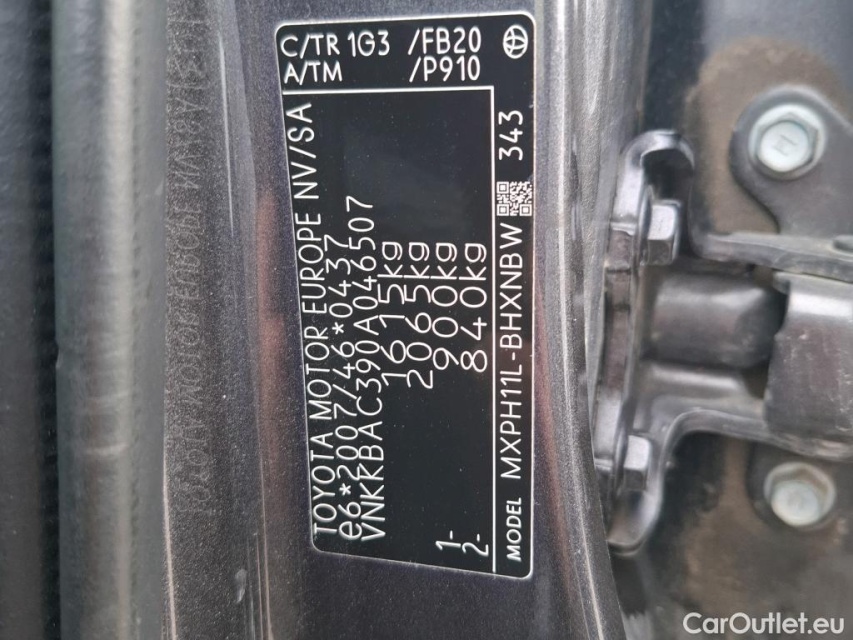 TOYOTA MOTOR EUROPE NV/SA
e6*2007/46*0437
VNKKBAC390A046507
1615kg
2065kg
1- 900kg
2- 840kg
MODEL MXPH11L-BHXNBW 343
C/TR 1G3 /FB20
A/TM /P910
CarOutlet.eu